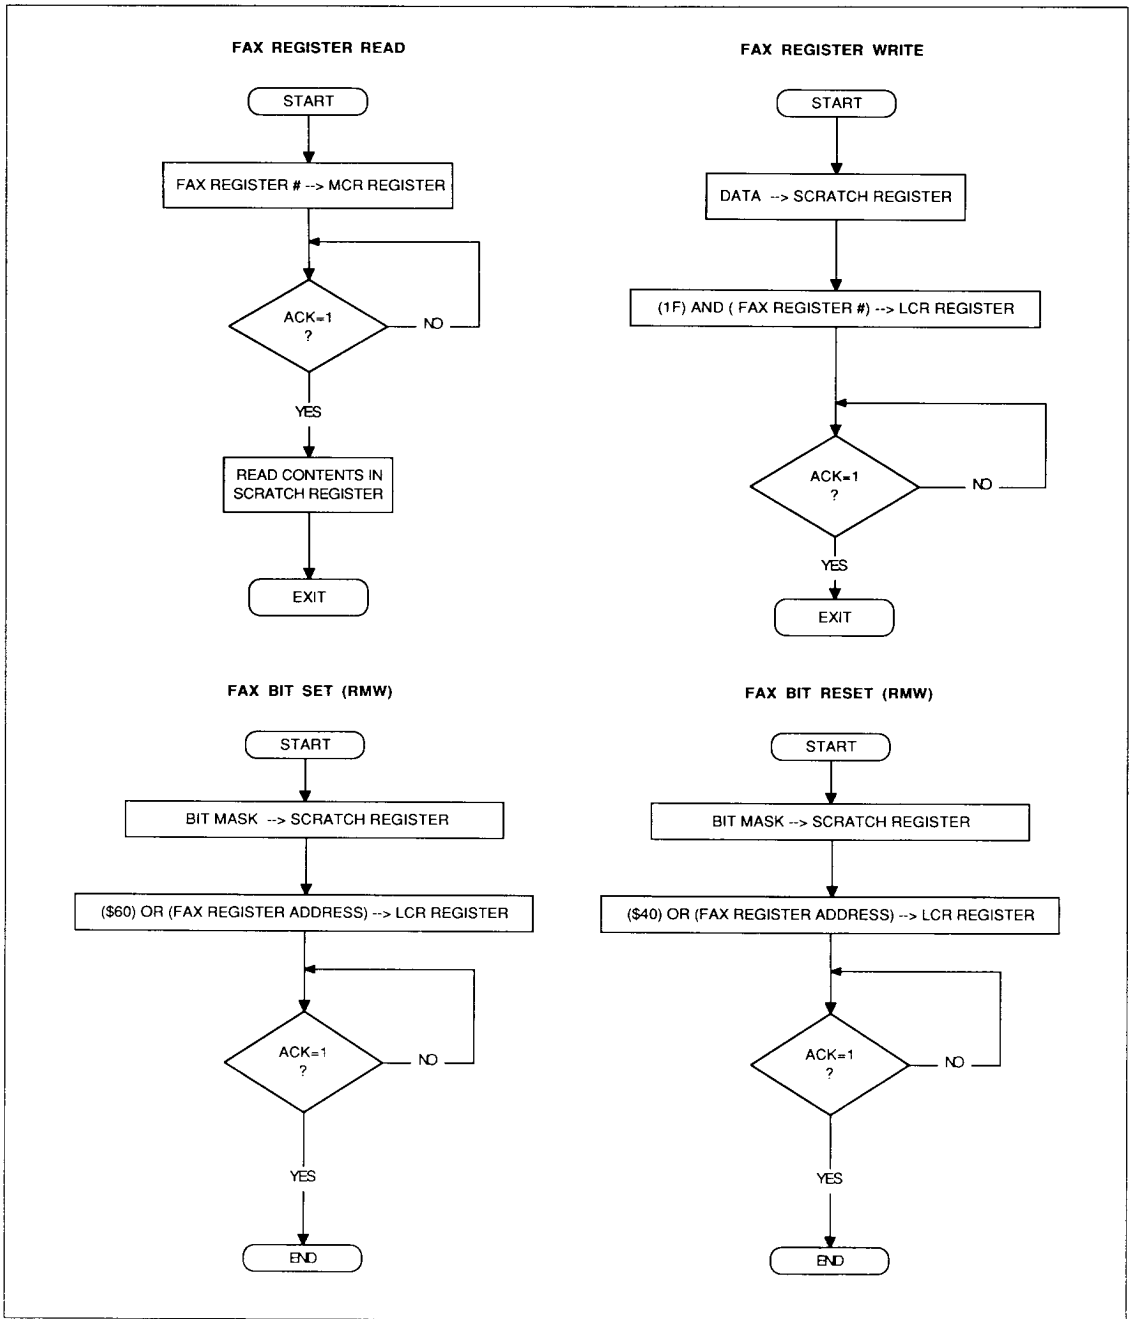 FAX REGISTER READ
START
FAX REGISTER # --> MCR REGISTER
ACK=1
?
NO
YES
READ CONTENTS IN
SCRATCH REGISTER
EXIT
FAX REGISTER WRITE
START
DATA --> SCRATCH REGISTER
(1F) AND ( FAX REGISTER #) --> LCR REGISTER
ACK=1
?
NO
YES
EXIT
FAX BIT SET (RMW)
START
BIT MASK --> SCRATCH REGISTER
($60) OR (FAX REGISTER ADDRESS) --> LCR REGISTER
ACK=1
?
NO
YES
END
FAX BIT RESET (RMW)
START
BIT MASK --> SCRATCH REGISTER
($40) OR (FAX REGISTER ADDRESS) --> LCR REGISTER
ACK=1
?
NO
YES
END